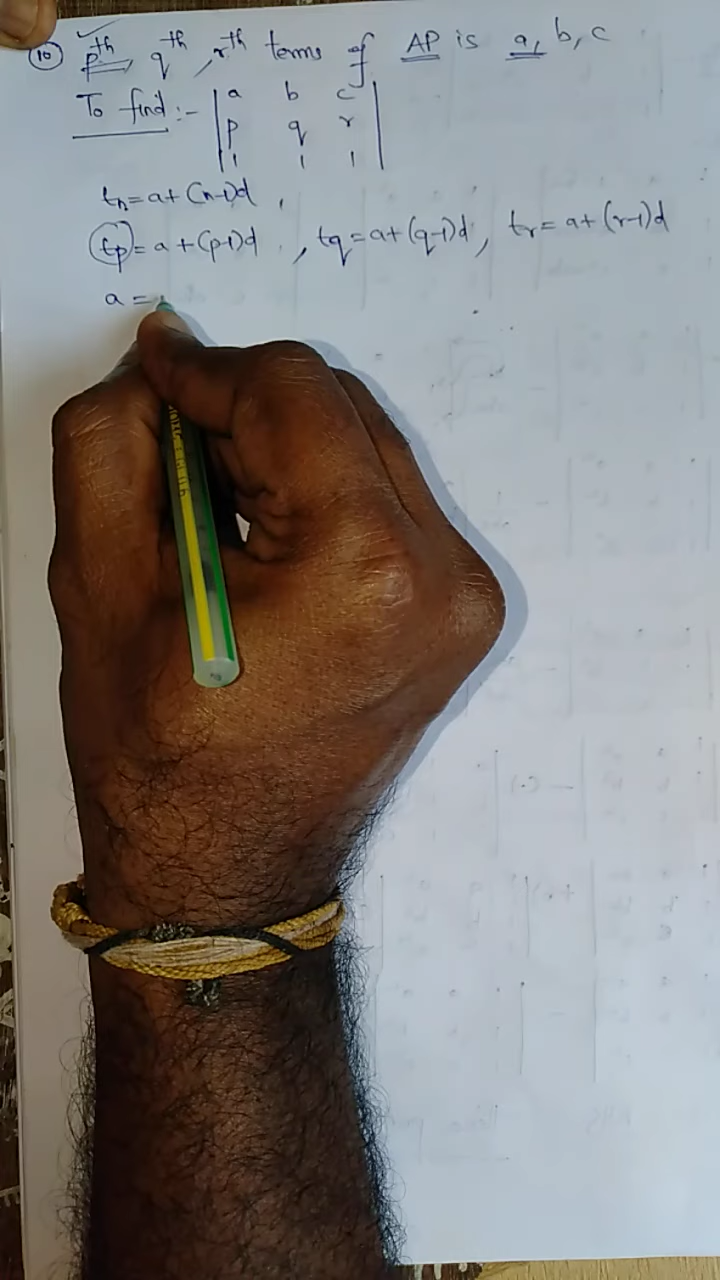 10 pth, qth, rth terms of AP is a, b, c
To find :- | a b c |
| p q r |
| 1 1 1 |
tn = a + (n-1)d ,
tp = a + (p-1)d , tq = a + (q-1)d , tr = a + (r-1)d
a =